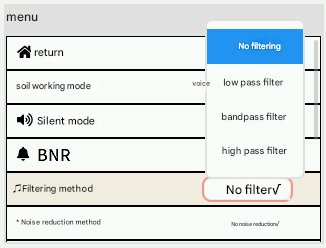 menu
return
No filtering
soil working mode
voice
low pass filter
Silent mode
bandpass filter
BNR
high pass filter
♫Filtering method
No filter√
* Noise reduction method
No noise reduction√